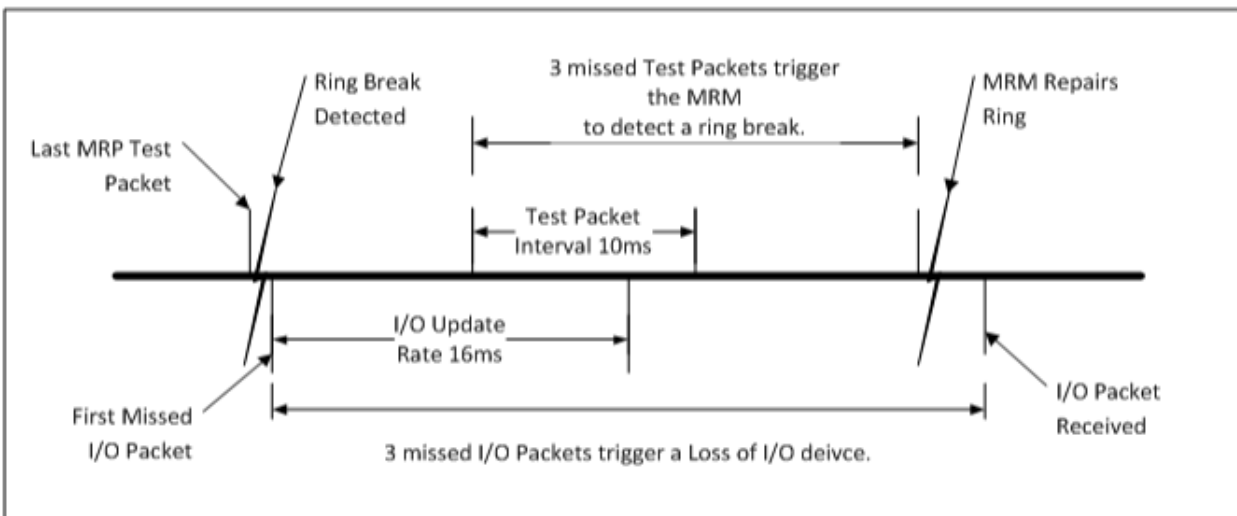 Ring Break
Detected
3 missed Test Packets trigger
the MRM
to detect a ring break.
MRM Repairs
Ring
Last MRP Test
Packet
Test Packet
Interval 10ms
I/O Update
Rate 16ms
First Missed
I/O Packet
I/O Packet
Received
3 missed I/O Packets trigger a Loss of I/O deivce.